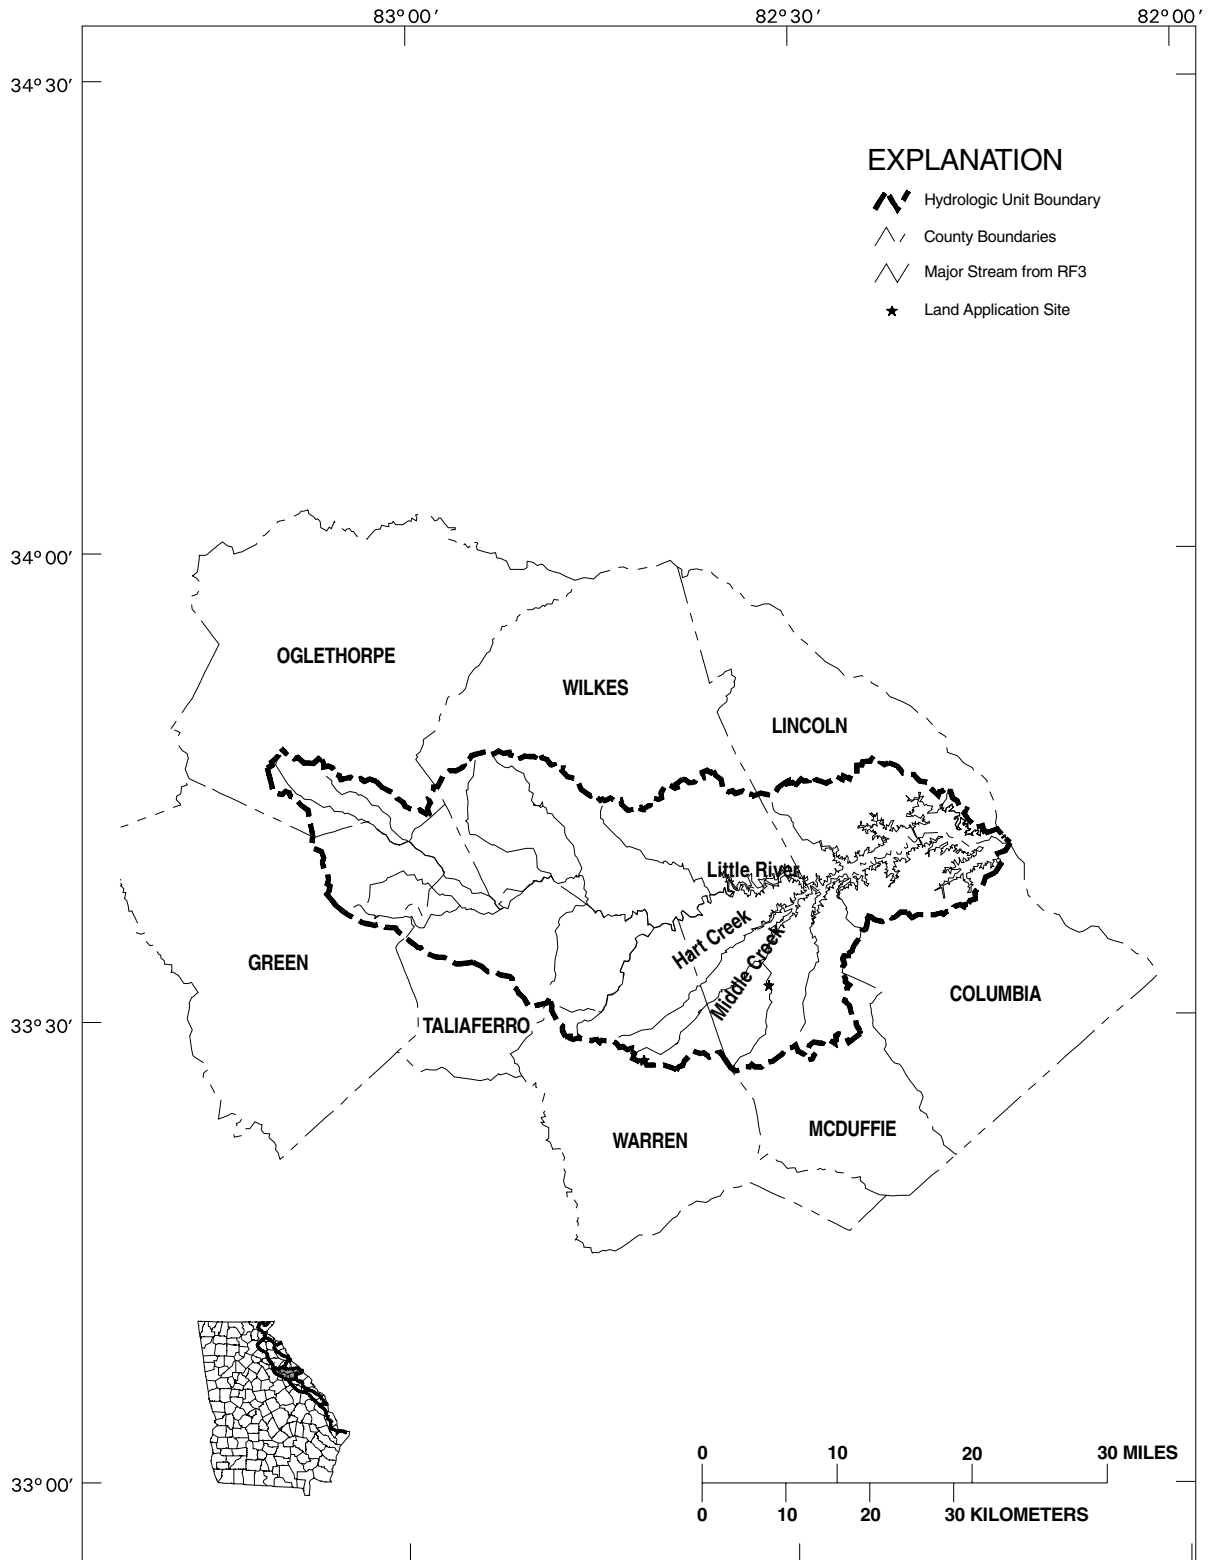 83° 00′ 82° 30′ 82° 00′
34° 30′
EXPLANATION
Hydrologic Unit Boundary
County Boundaries
Major Stream from RF3
Land Application Site
34° 00′
OGLETHORPE
WILKES
LINCOLN
Little River
Hart Creek
Middle Creek
GREEN
COLUMBIA
33° 30′
TALIAFERRO
MCDUFFIE
WARREN
0 10 20 30 MILES
33° 00′
0 10 20 30 KILOMETERS